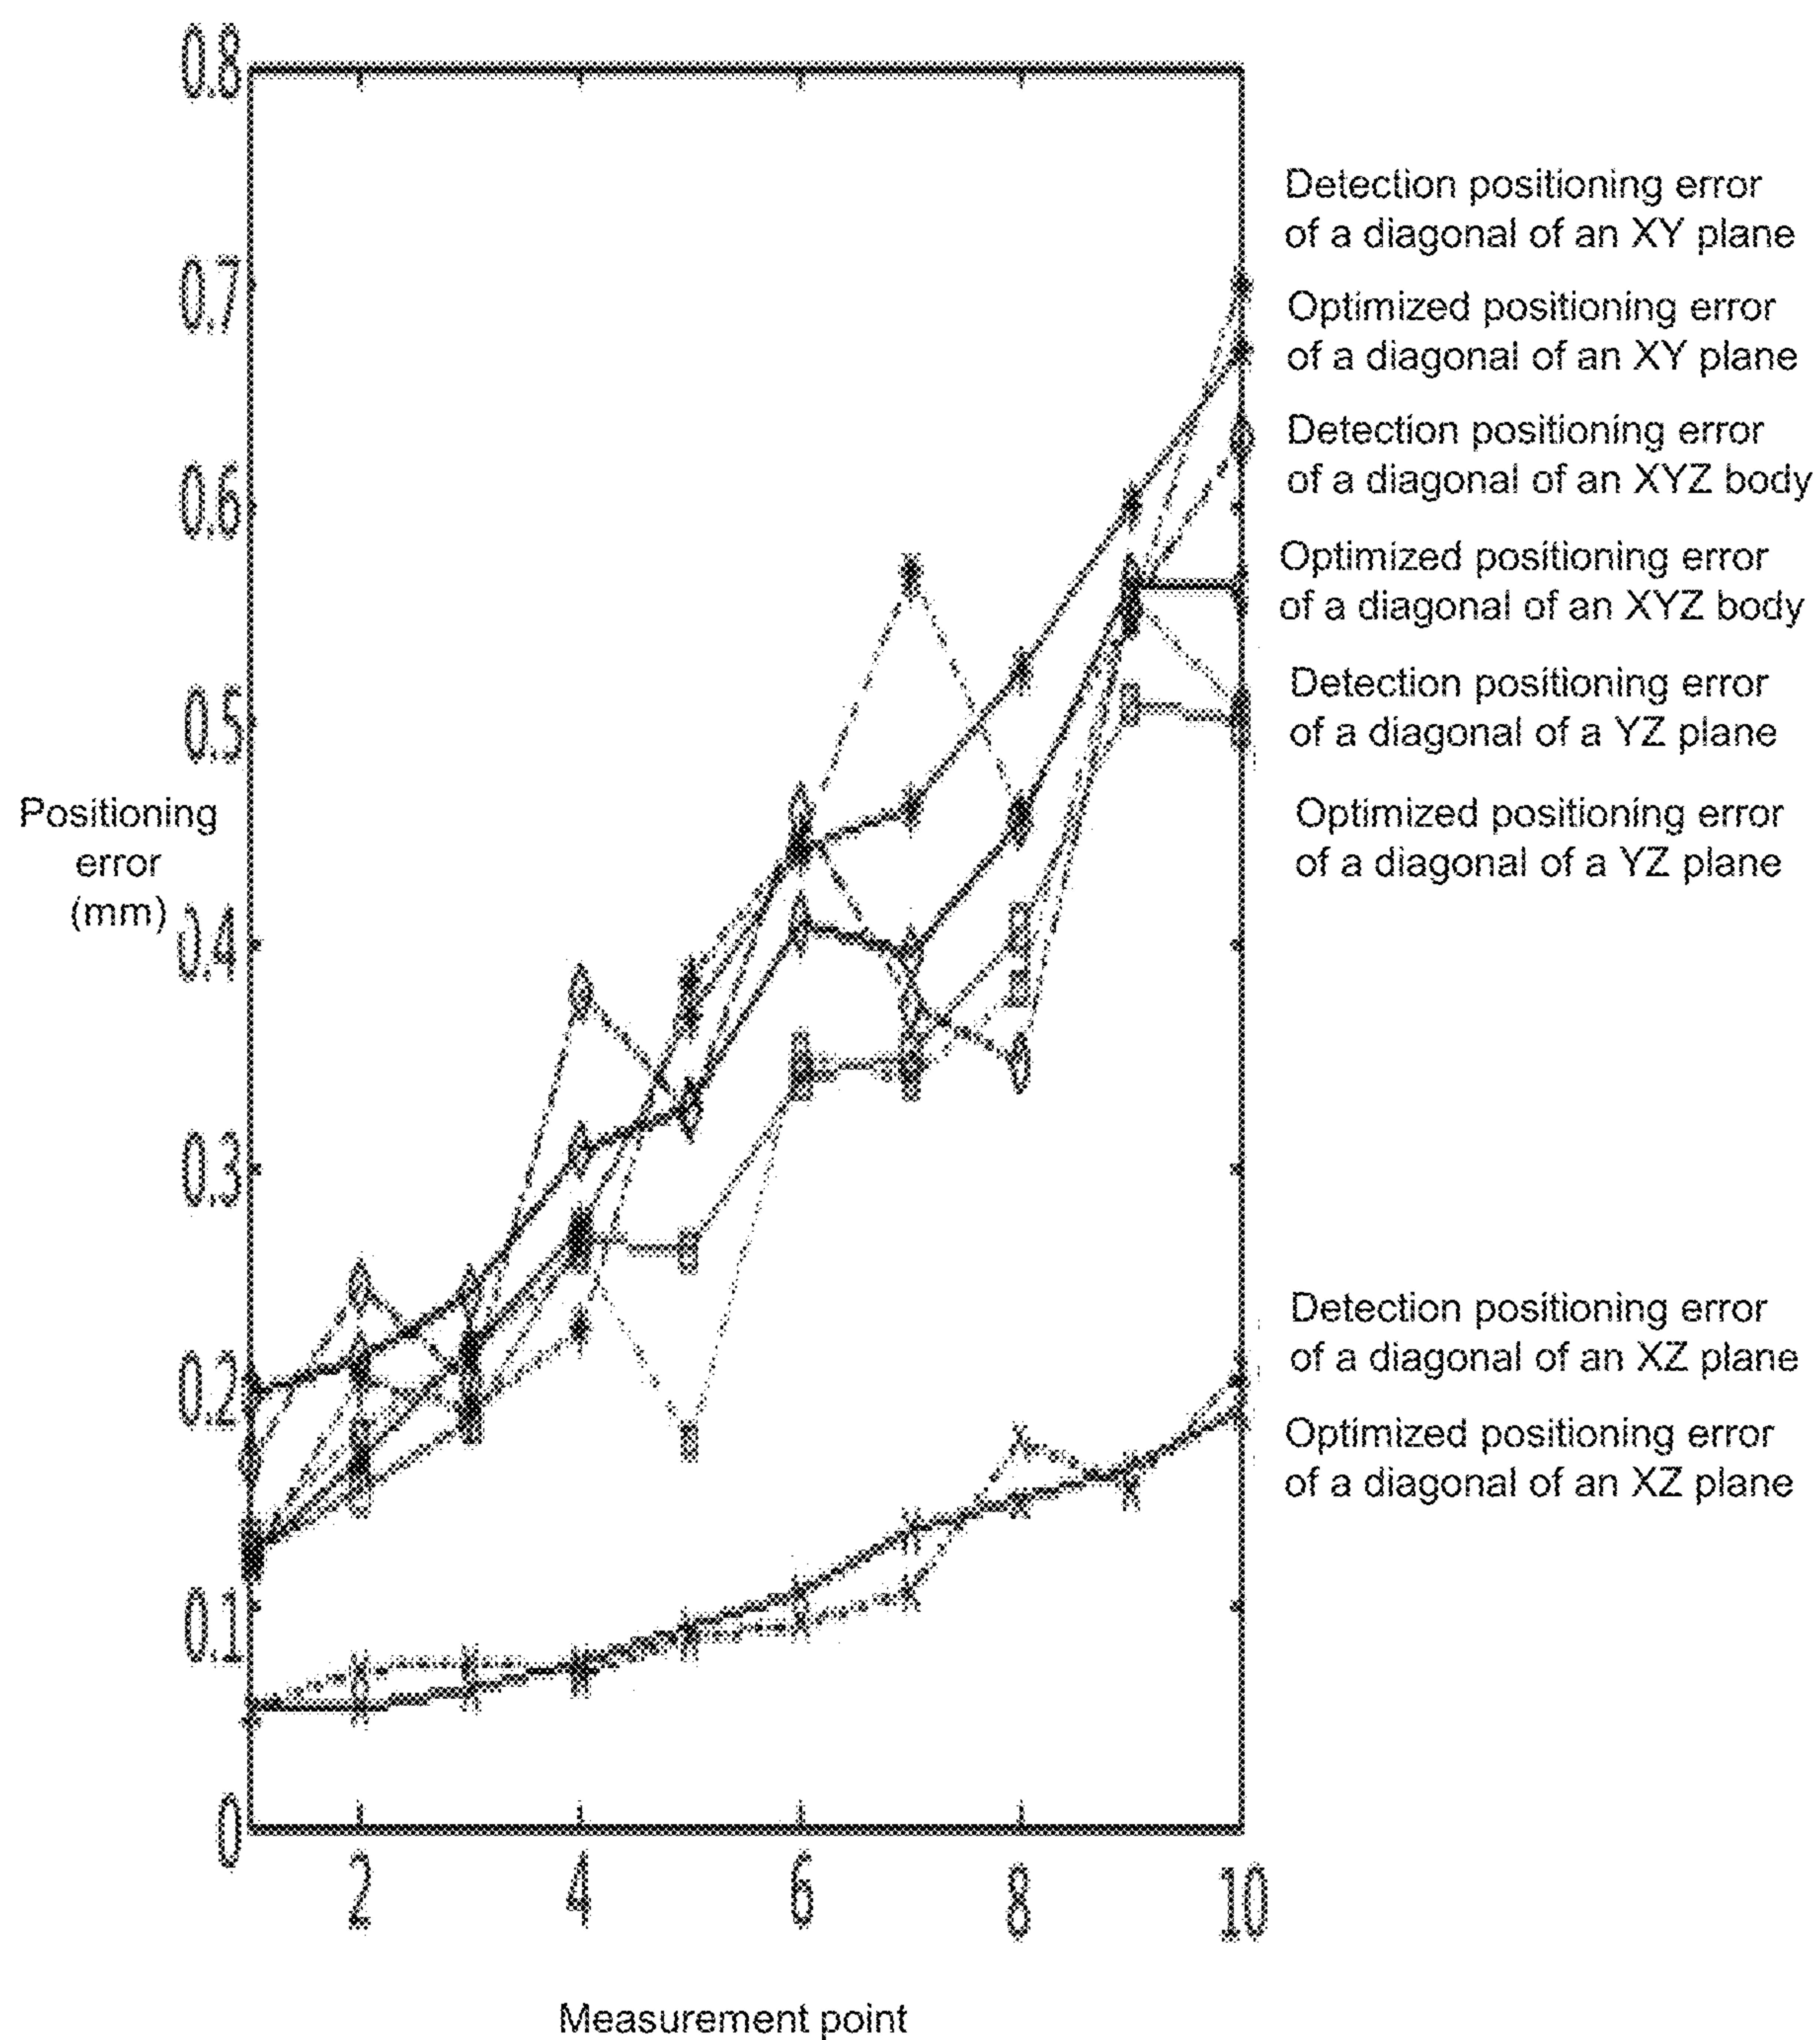 0.8
0.7
0.6
0.5
0.4
0.3
0.2
0.1
0
Positioning
error
(mm)
2
4
6
8
10
Measurement point
Detection positioning error
of a diagonal of an XY plane
Optimized positioning error
of a diagonal of an XY plane
Detection positioning error
of a diagonal of an XYZ body
Optimized positioning error
of a diagonal of an XYZ body
Detection positioning error
of a diagonal of a YZ plane
Optimized positioning error
of a diagonal of a YZ plane
Detection positioning error
of a diagonal of an XZ plane
Optimized positioning error
of a diagonal of an XZ plane